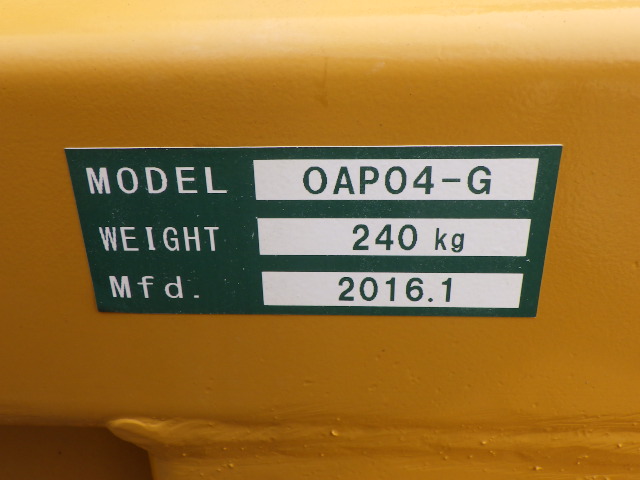 MODEL OAP04-G
WEIGHT 240 kg
Mfd. 2016.1